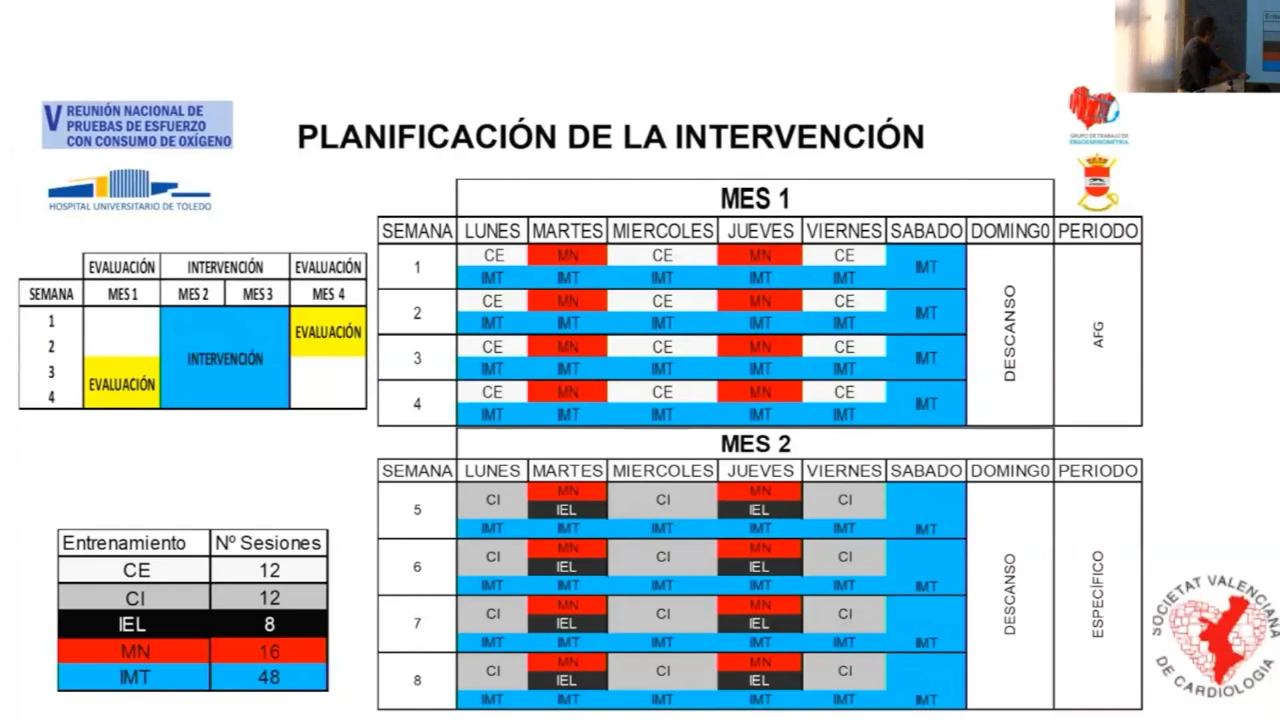 V REUNIÓN NACIONAL DE
PRUEBAS DE ESFUERZO
CON CONSUMO DE OXÍGENO
HOSPITAL UNIVERSITARIO DE TOLEDO
PLANIFICACIÓN DE LA INTERVENCIÓN
GRUPO DE TRABAJO DE
ERGOESPIROMETRÍA
EVALUACIÓN INTERVENCIÓN EVALUACIÓN
SEMANA MES 1 MES 2 MES 3 MES 4
1
2
3
4
EVALUACIÓN
INTERVENCIÓN
EVALUACIÓN
MES 1
SEMANA LUNES MARTES MIERCOLES JUEVES VIERNES SABADO DOMINGO PERIODO
1 CE MN CE MN CE IMT
IMT IMT IMT IMT IMT
2 CE MN CE MN CE IMT
IMT IMT IMT IMT IMT
3 CE MN CE MN CE IMT
IMT IMT IMT IMT IMT
4 CE MN CE MN CE IMT
IMT IMT IMT IMT IMT
DESCANSO
AFG
MES 2
SEMANA LUNES MARTES MIERCOLES JUEVES VIERNES SABADO DOMINGO PERIODO
5 CI MN CI MN CI
IEL IEL
IMT IMT IMT IMT IMT IMT
6 CI MN CI MN CI
IEL IEL
IMT IMT IMT IMT IMT IMT
7 CI MN CI MN CI
IEL IEL
IMT IMT IMT IMT IMT IMT
8 CI MN CI MN CI
IEL IEL
IMT IMT IMT IMT IMT IMT
DESCANSO
ESPECÍFICO
Entrenamiento Nº Sesiones
CE 12
CI 12
IEL 8
MN 16
IMT 48
SOCIETAT VALENCIANA
DE CARDIOLOGIA